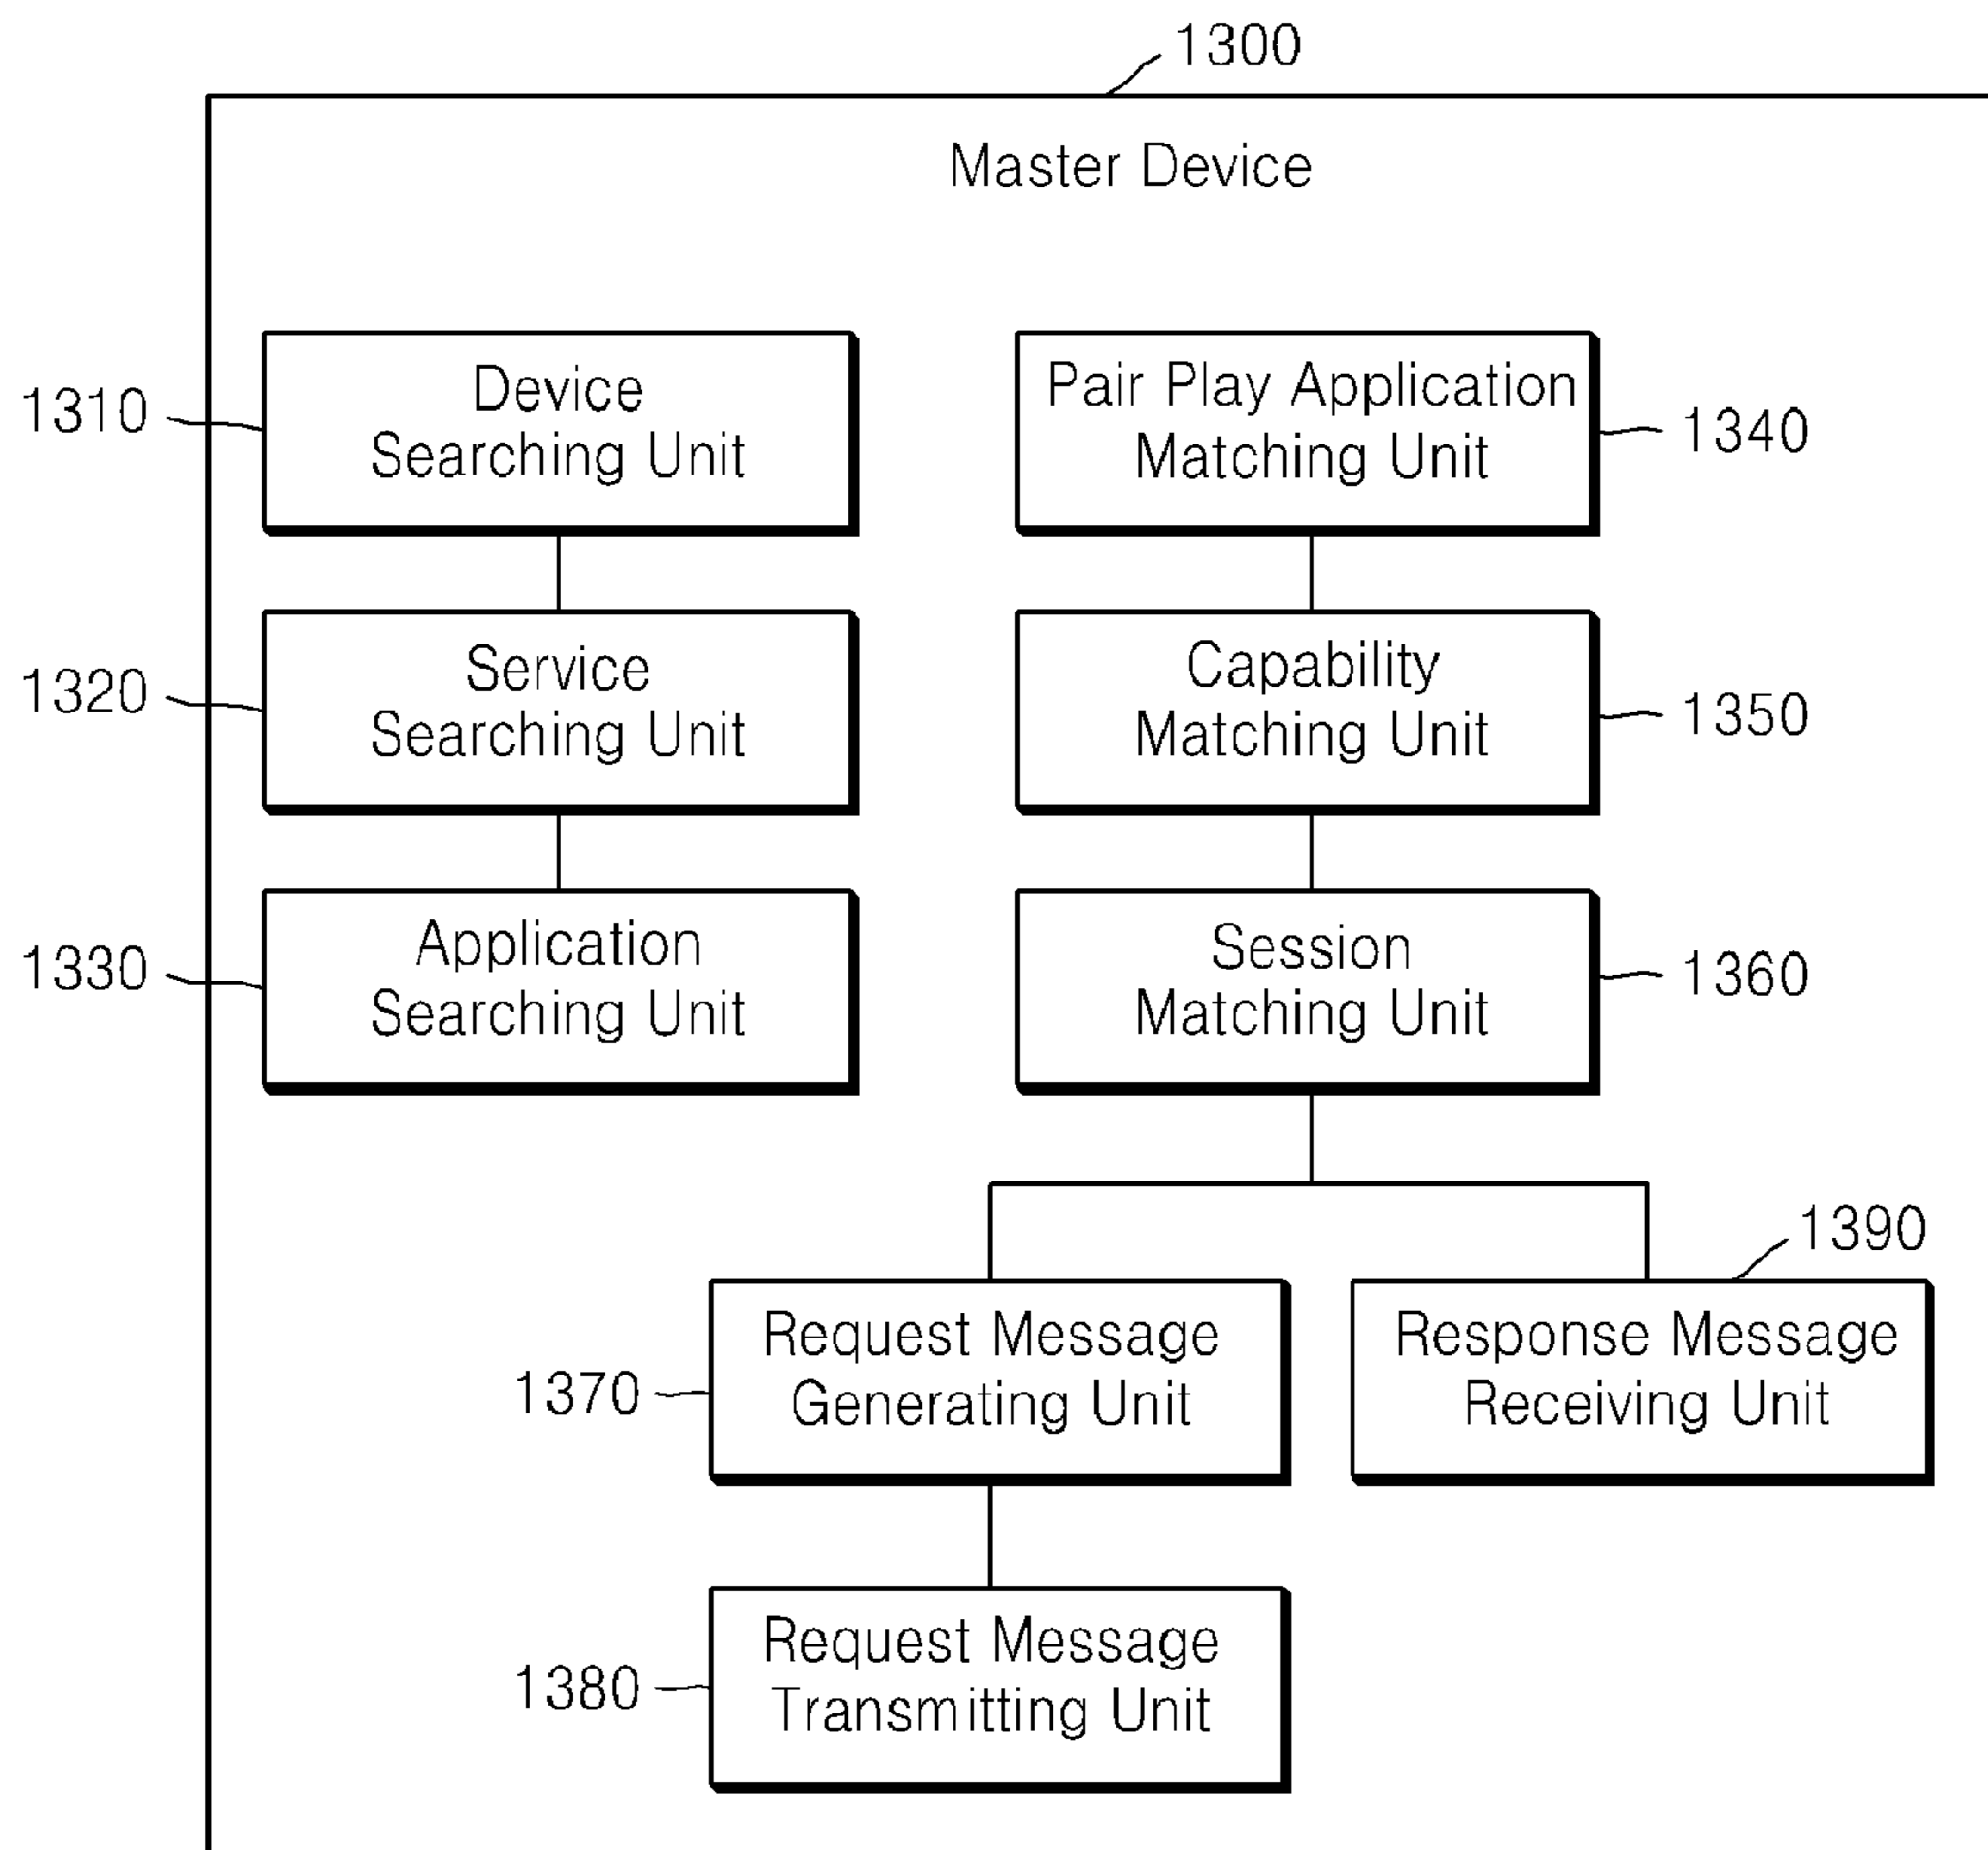 1300
Master Device
1310
Device
Searching Unit
Pair Play Application
Matching Unit
1340
1320
Service
Searching Unit
Capability
Matching Unit
1350
1330
Application
Searching Unit
Session
Matching Unit
1360
1390
1370
Request Message
Generating Unit
Response Message
Receiving Unit
1380
Request Message
Transmitting Unit